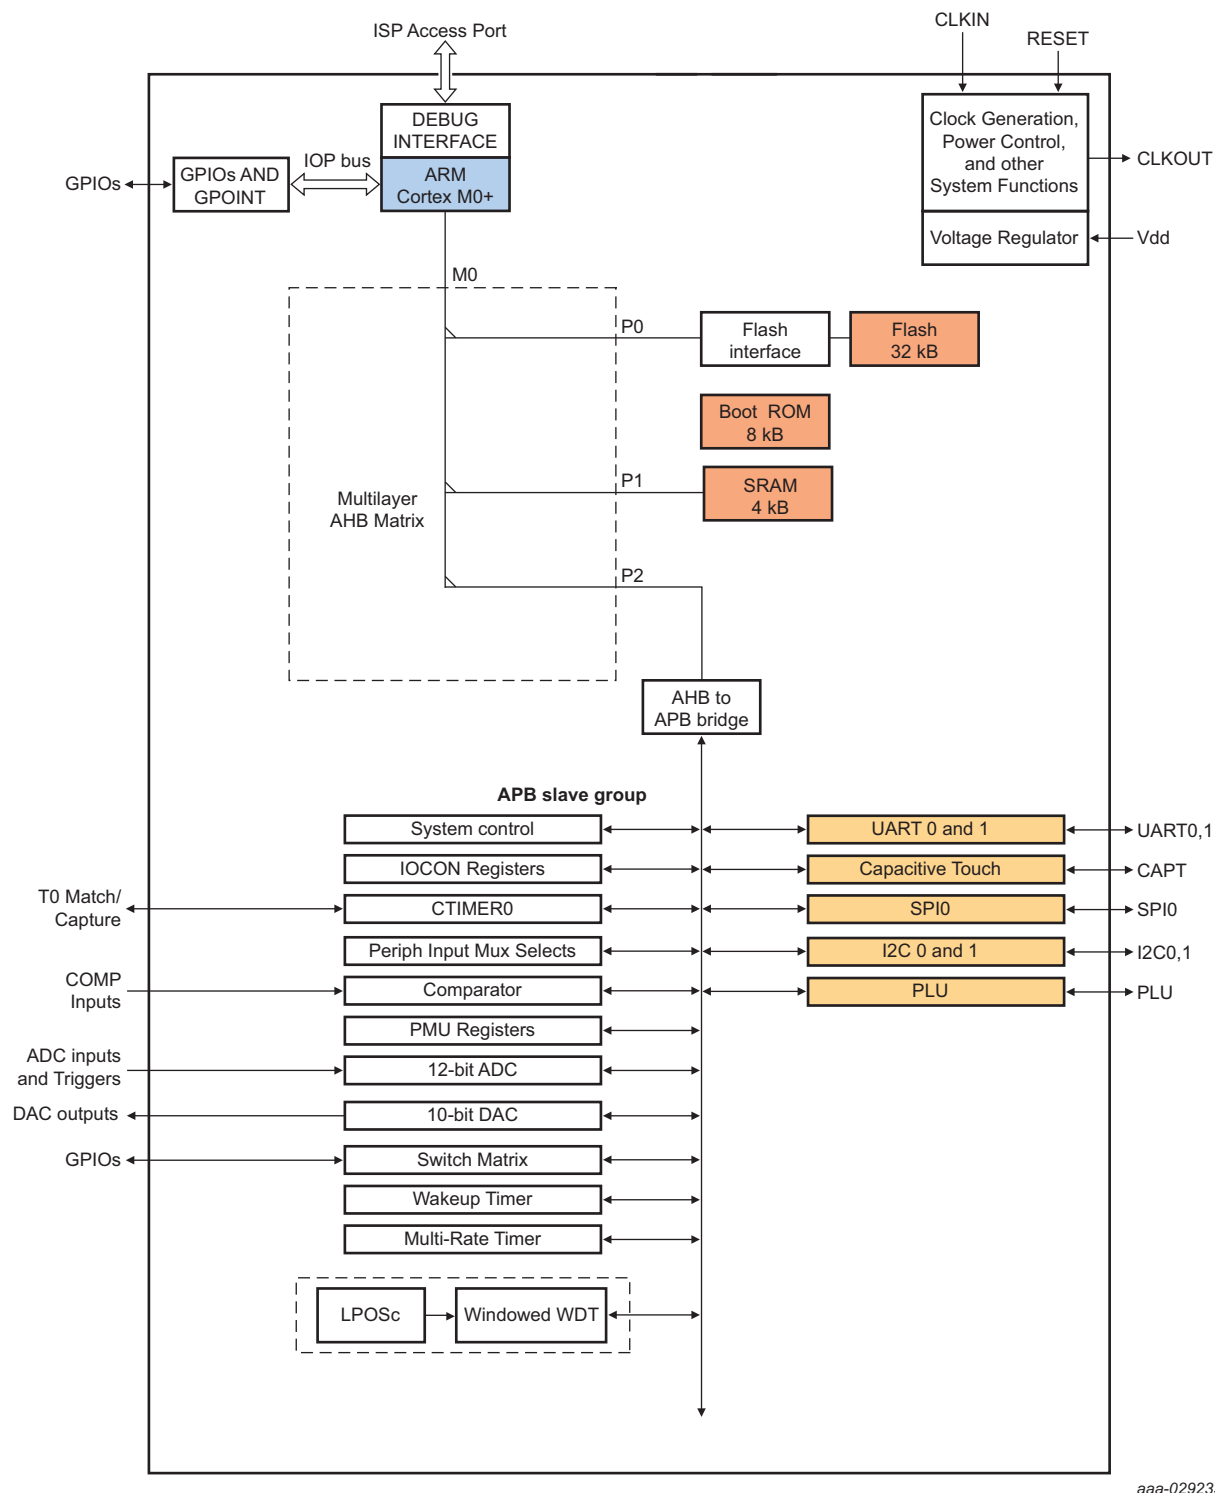 ISP Access Port
CLKIN
RESET
DEBUG
INTERFACE
ARM
Cortex M0+
IOP bus
GPIOs
GPIOs AND
GPOINT
Clock Generation,
Power Control,
and other
System Functions
CLKOUT
Voltage Regulator
Vdd
M0
P0
Flash
interface
Flash
32 kB
Boot ROM
8 kB
P1
SRAM
4 kB
Multilayer
AHB Matrix
P2
AHB to
APB bridge
APB slave group
System control
UART 0 and 1
UART0,1
IOCON Registers
Capacitive Touch
CAPT
T0 Match/
Capture
CTIMER0
SPI0
SPI0
Periph Input Mux Selects
I2C 0 and 1
I2C0,1
COMP
Inputs
Comparator
PLU
PLU
PMU Registers
ADC inputs
and Triggers
12-bit ADC
DAC outputs
10-bit DAC
GPIOs
Switch Matrix
Wakeup Timer
Multi-Rate Timer
LPOSc
Windowed WDT